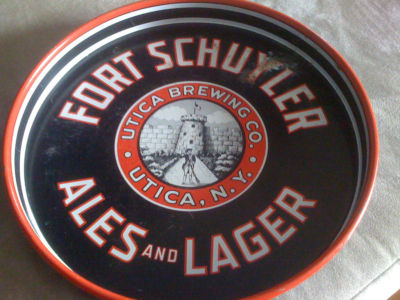 FORT SCHUYLER
UTICA BREWING CO.
UTICA, N.Y.
ALES AND LAGER